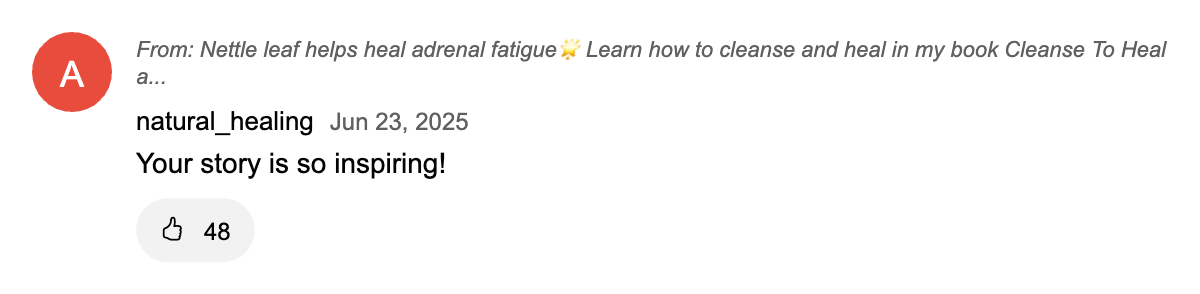 A
From: Nettle leaf helps heal adrenal fatigue🌟 Learn how to cleanse and heal in my book Cleanse To Heal
a...
natural_healing Jun 23, 2025
Your story is so inspiring!
48